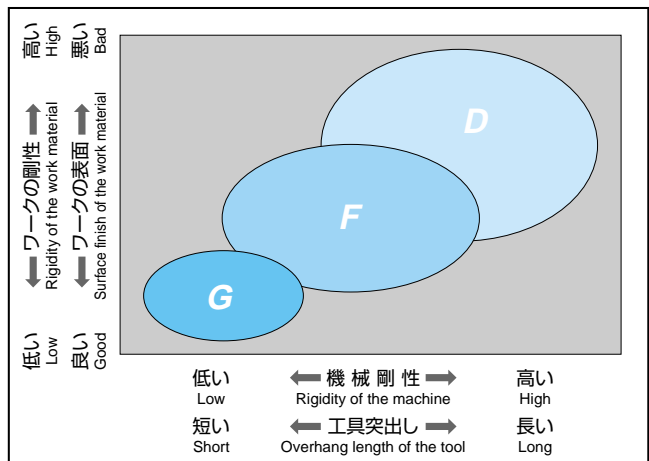 高い
High
悪い
Bad
ワークの剛性
Rigidity of the work material
ワークの表面
Surface finish of the work material
低い
Low
良い
Good
D
F
G
低い
Low
機械剛性
Rigidity of the machine
高い
High
短い
Short
工具突出し
Overhang length of the tool
長い
Long